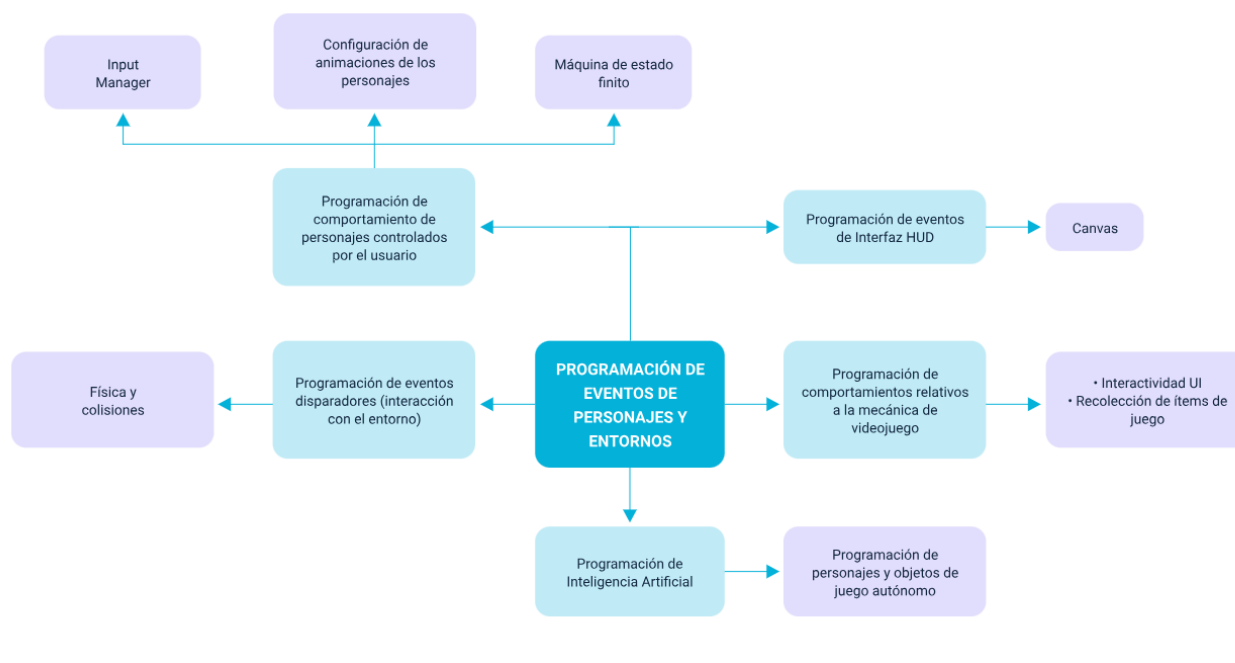 Input
Manager
Configuración de
animaciones de los
personajes
Máquina de estado
finito
Programación de
comportamiento de
personajes controlados
por el usuario
Programación de eventos
de Interfaz HUD
Canvas
Física y
colisiones
Programación de eventos
disparadores (interacción
con el entorno)
PROGRAMACIÓN DE
EVENTOS DE
PERSONAJES Y
ENTORNOS
Programación de
comportamientos relativos
a la mecánica de
videojuego
• Interactividad UI
• Recolección de ítems de
juego
Programación de
Inteligencia Artificial
Programación de
personajes y objetos de
juego autónomo